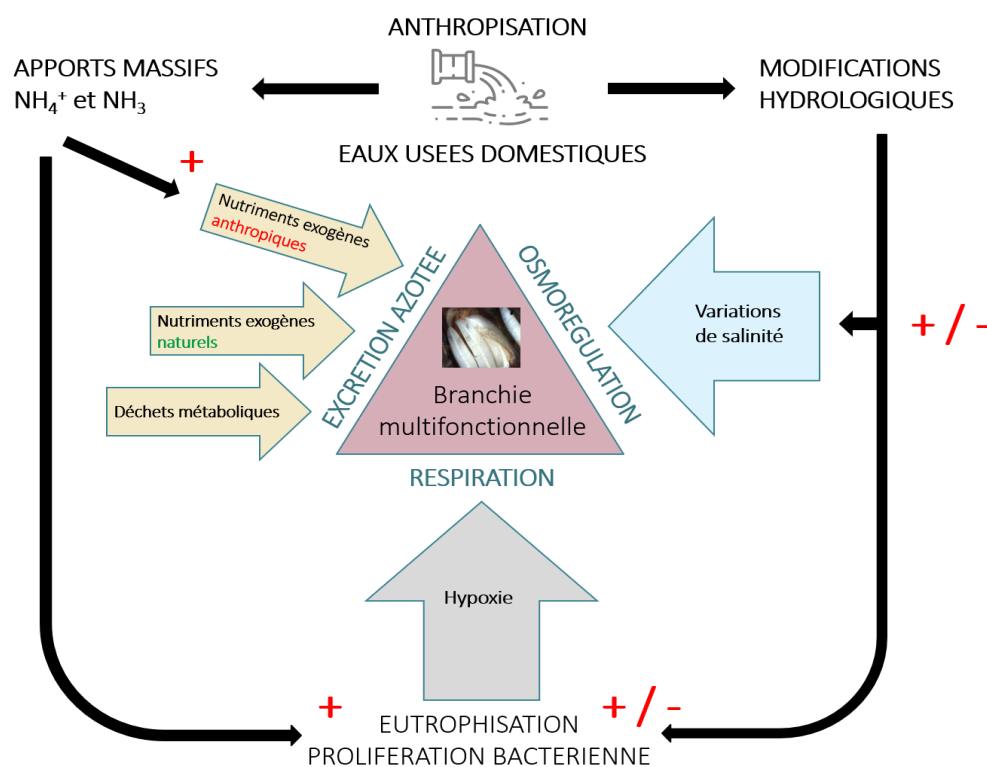 ANTHROPISATION
APPORTS MASSIFS
NH₄⁺ et NH₃
MODIFICATIONS
HYDROLOGIQUES
EAUX USEES DOMESTIQUES
+
Nutriments exogènes
anthropiques
EXCRETION AZOTEE
OSMOREGULATION
Nutriments exogènes
naturels
Variations
de salinité
+ / -
Déchets métaboliques
Branchie
multifonctionnelle
RESPIRATION
Hypoxie
+
+ / -
EUTROPHISATION
PROLIFERATION BACTERIENNE